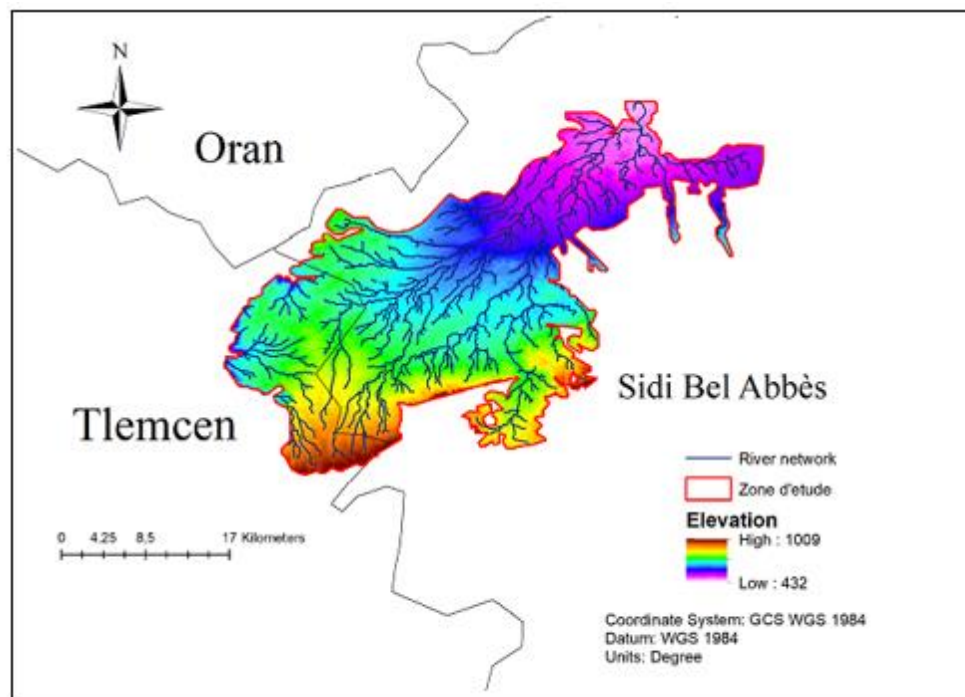 N
Oran
Sidi Bel Abbès
Tlemcen
River network
Zone d'etude
Elevation
High : 1009
Low : 432
0 4.25 8.5 17 Kilometers
Coordinate System: GCS WGS 1984
Datum: WGS 1984
Units: Degree